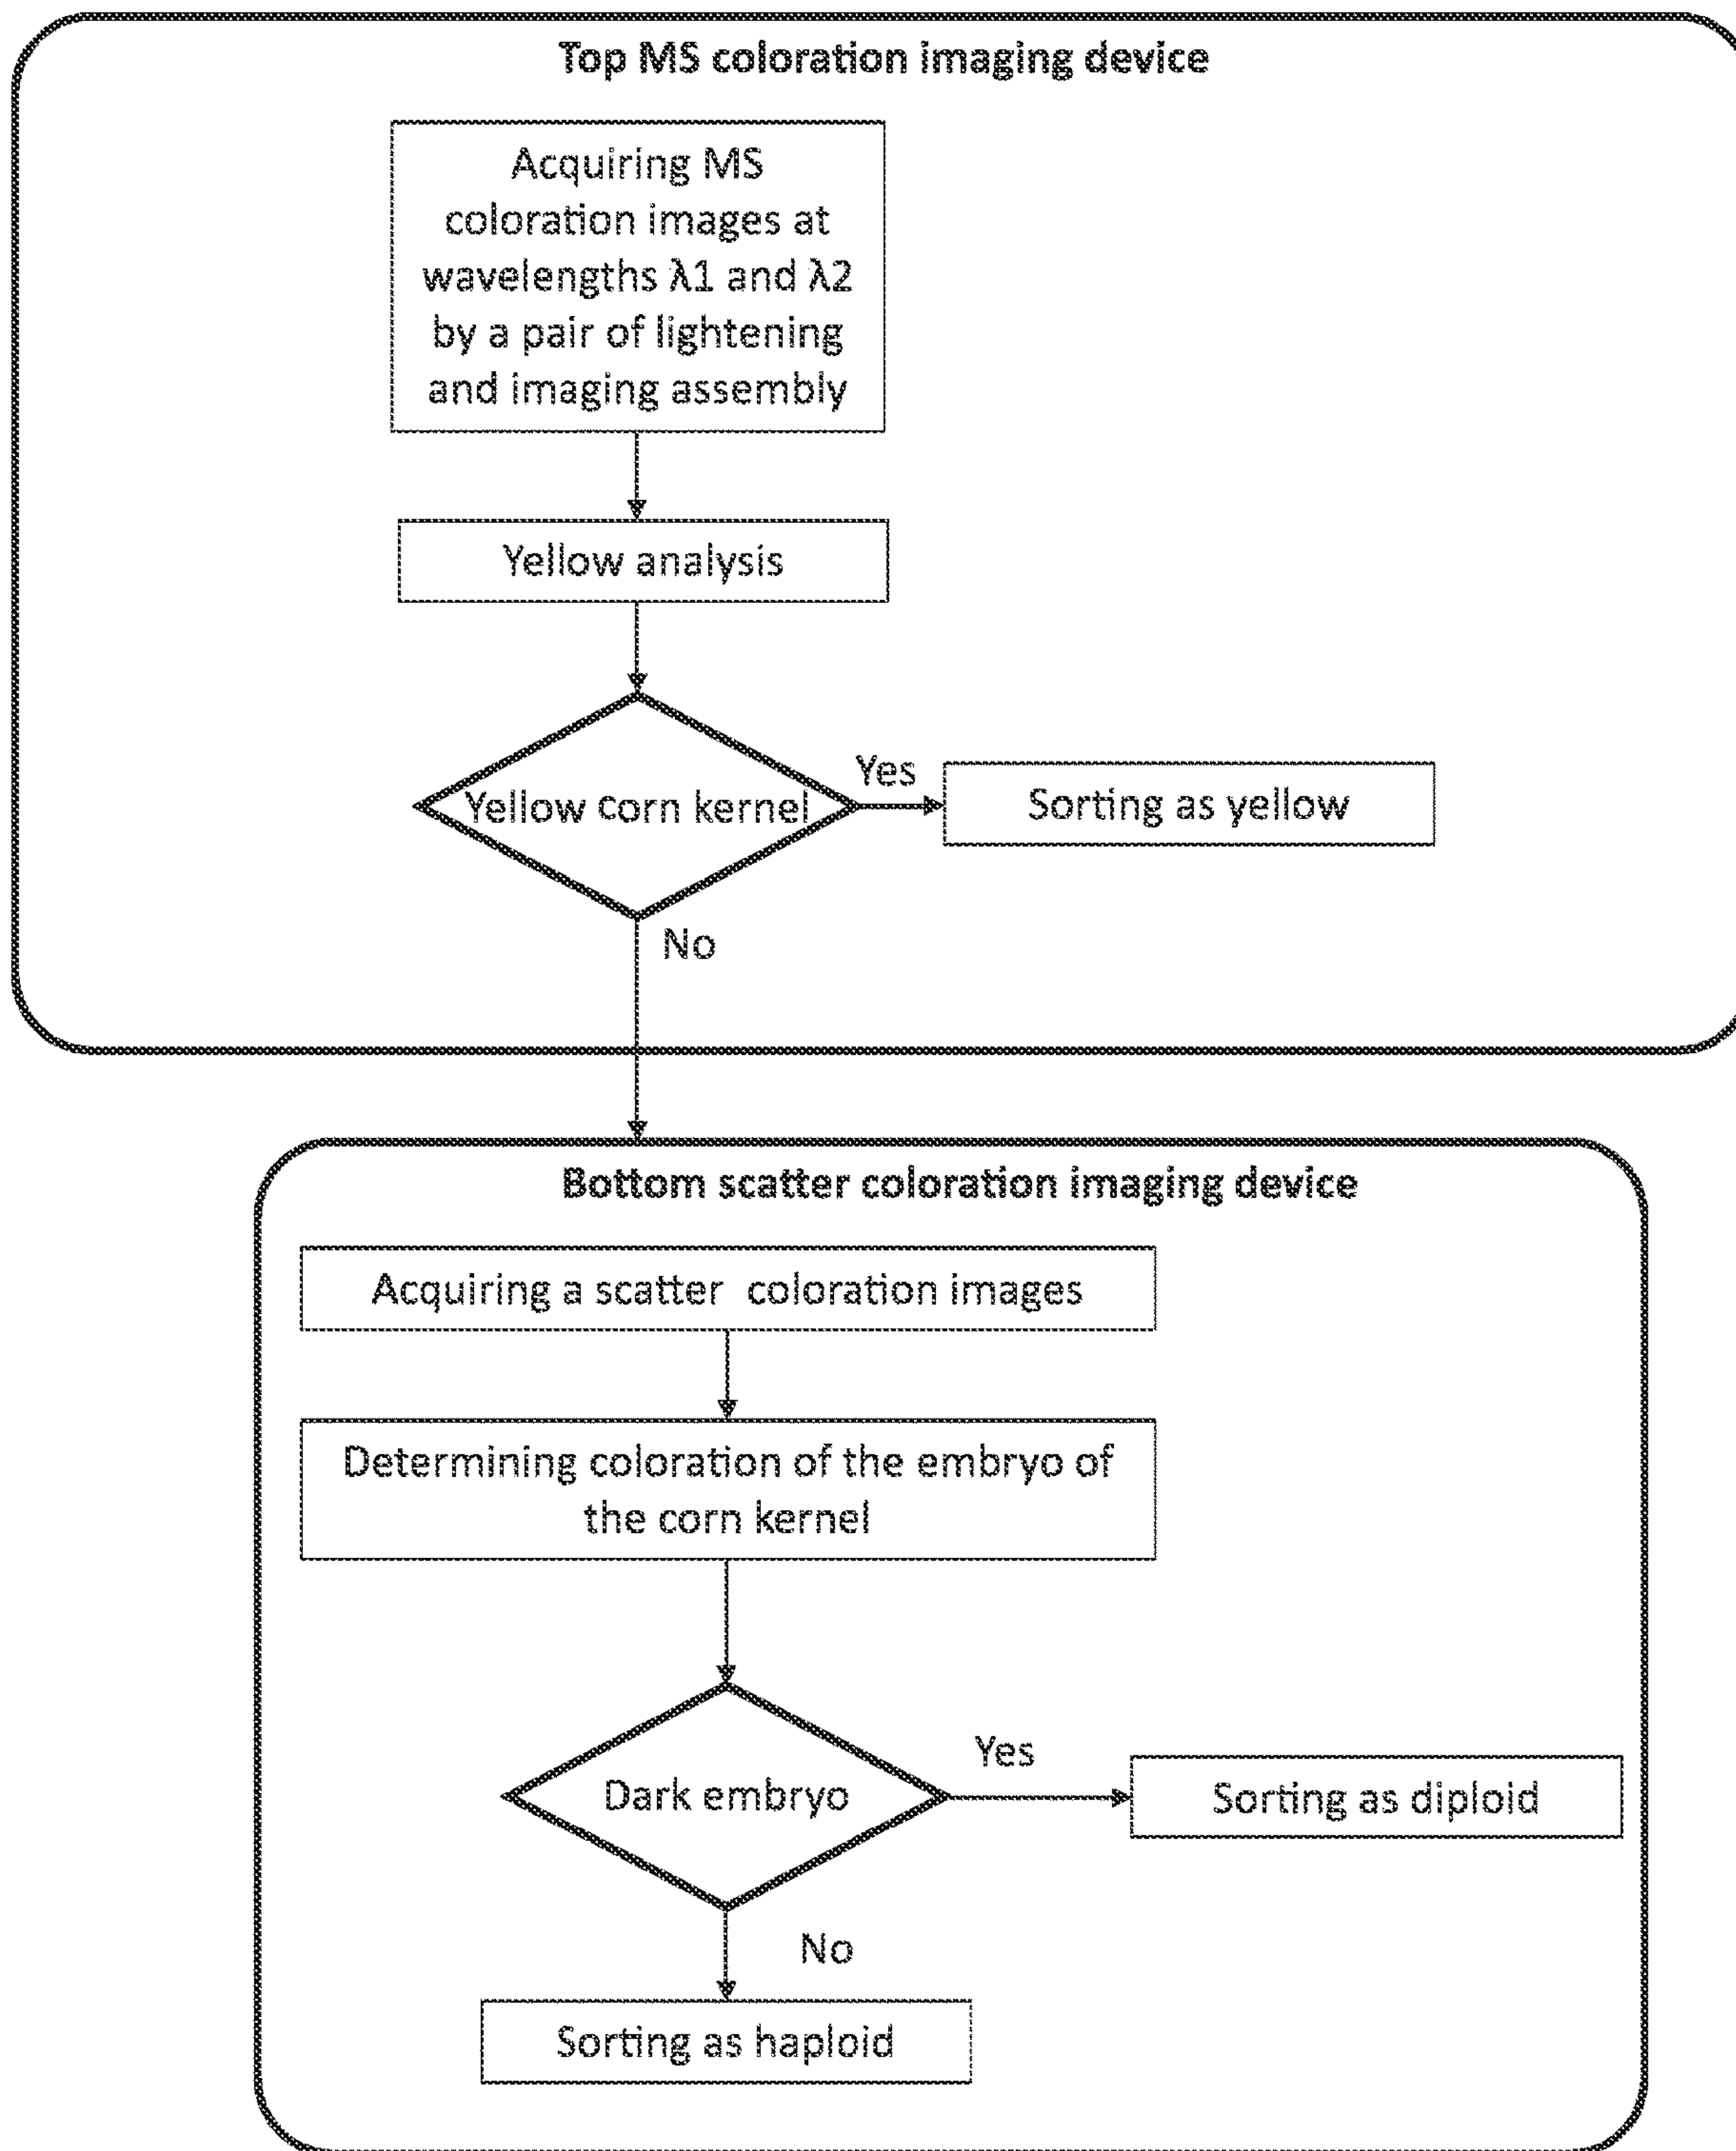 Top MS coloration imaging device
Acquiring MS
coloration images at
wavelengths λ1 and λ2
by a pair of lightening
and imaging assembly
Yellow analysis
Yellow corn kernel
Yes
Sorting as yellow
No
Bottom scatter coloration imaging device
Acquiring a scatter coloration images
Determining coloration of the embryo of
the corn kernel
Dark embryo
Yes
Sorting as diploid
No
Sorting as haploid